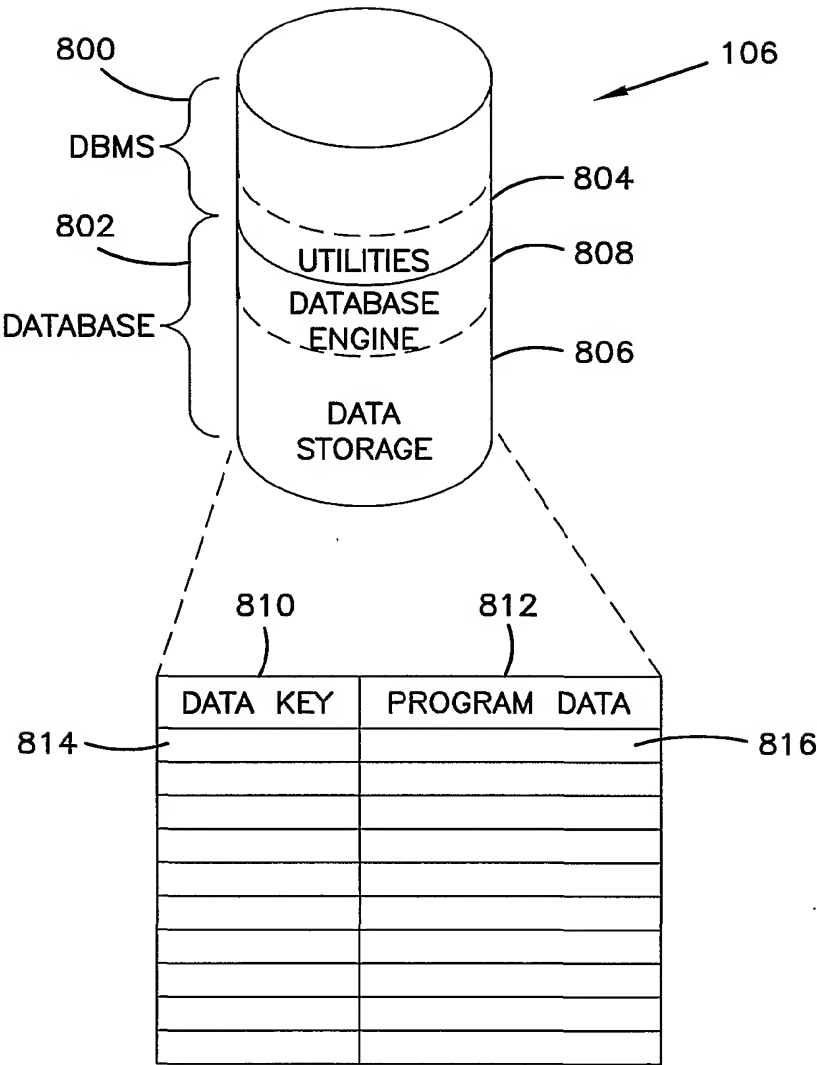 800
106
DBMS
804
802
UTILITIES
808
DATABASE
ENGINE
DATABASE
806
DATA
STORAGE
810
812
DATA KEY
PROGRAM DATA
814
816